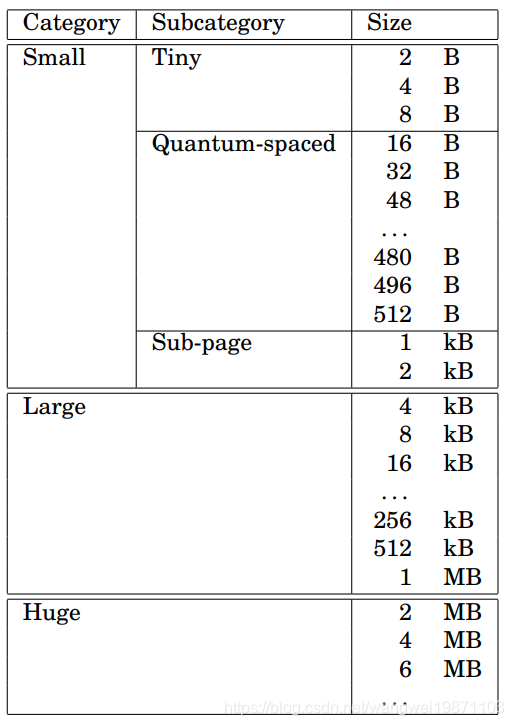 Category Subcategory Size
Small Tiny 2 B
4 B
8 B
Quantum-spaced 16 B
32 B
48 B
...
480 B
496 B
512 B
Sub-page 1 kB
2 kB
Large 4 kB
8 kB
16 kB
...
256 kB
512 kB
1 MB
Huge 2 MB
4 MB
6 MB
...
https://blog.csdn.net/wangwei19871103